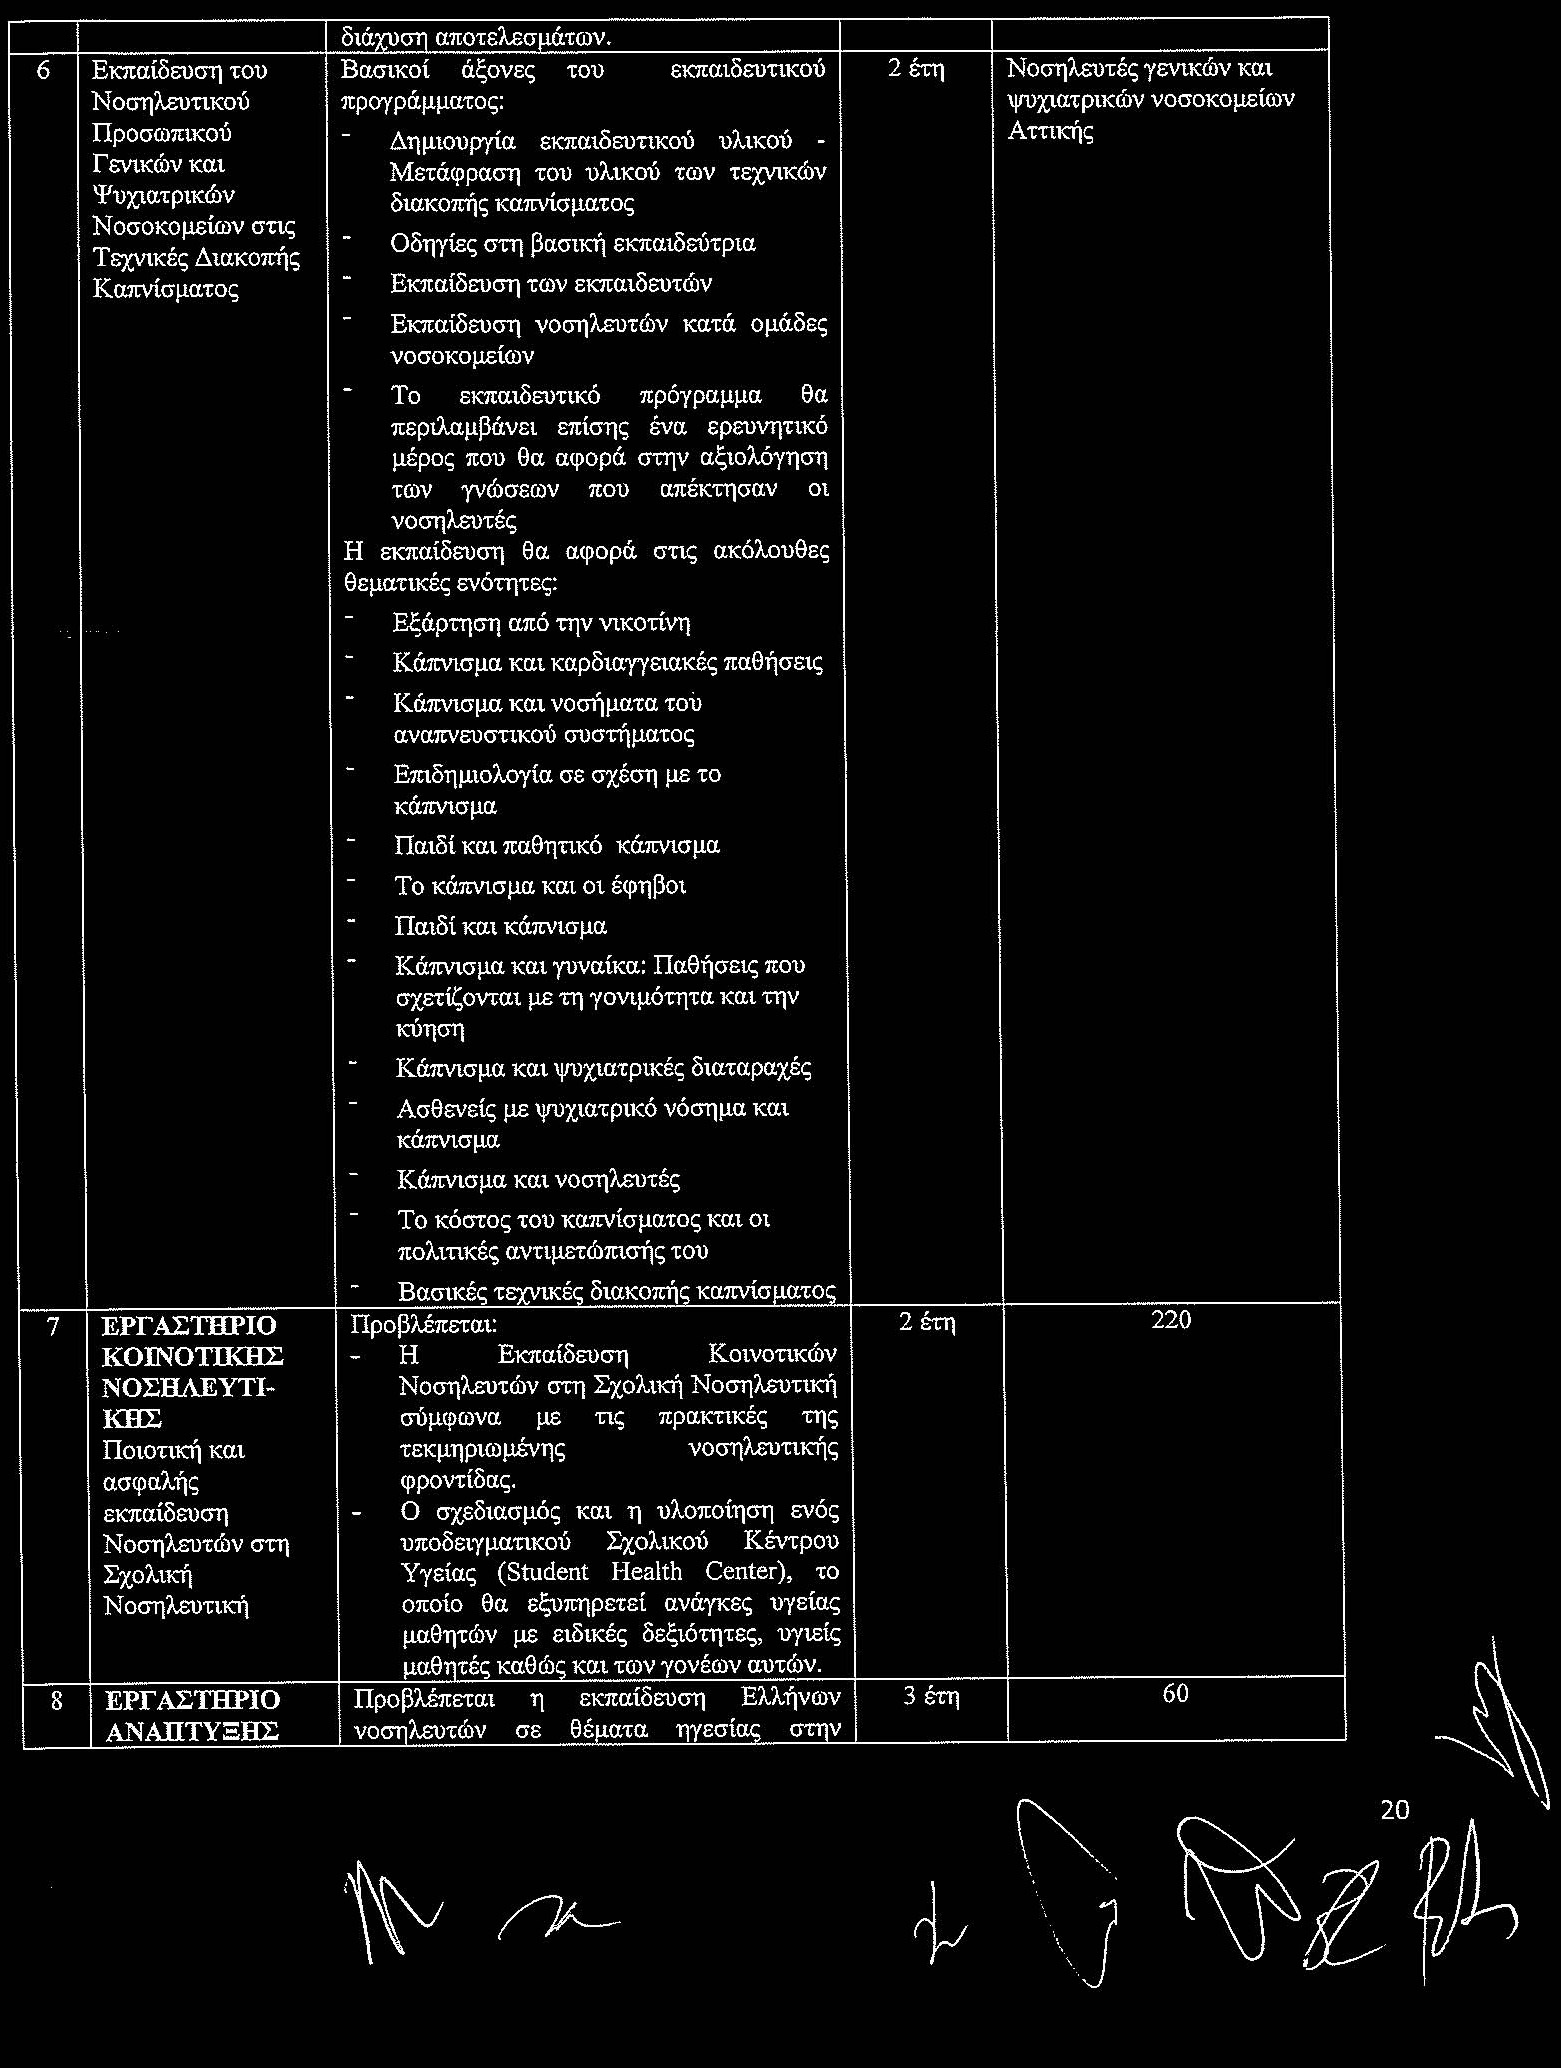 διάχυση αποτελεσμάτων.
6
Εκπαίδευση του
Νοσηλευτικού
Προσωπικού
Γενικών και
Ψυχιατρικών
Νοσοκομείων στις
Τεχνικές Διακοπής
Καπνίσματος
Βασικοί άξονες του εκπαιδευτικού
προγράμματος:
- Δημιουργία εκπαιδευτικού υλικού -
Μετάφραση του υλικού των τεχνικών
διακοπής καπνίσματος
- Οδηγίες στη βασική εκπαιδεύτρια
- Εκπαίδευση των εκπαιδευτών
- Εκπαίδευση νοσηλευτών κατά ομάδες
νοσοκομείων
- Το εκπαιδευτικό πρόγραμμα θα
περιλαμβάνει επίσης ένα ερευνητικό
μέρος που θα αφορά στην αξιολόγηση
των γνώσεων που απέκτησαν οι
νοσηλευτές
Η εκπαίδευση θα αφορά στις ακόλουθες
θεματικές ενότητες:
- Εξάρτηση από την νικοτίνη
- Κάπνισμα και καρδιαγγειακές παθήσεις
- Κάπνισμα και νοσήματα του
αναπνευστικού συστήματος
- Επιδημιολογία σε σχέση με το
κάπνισμα
- Παιδί και παθητικό κάπνισμα
- Το κάπνισμα και οι έφηβοι
- Παιδί και κάπνισμα
- Κάπνισμα και γυναίκα: Παθήσεις που
σχετίζονται με τη γονιμότητα και την
κύηση
- Κάπνισμα και ψυχιατρικές διαταραχές
- Ασθενείς με ψυχιατρικό νόσημα και
κάπνισμα
- Κάπνισμα και νοσηλευτές
- Το κόστος του καπνίσματος και οι
πολιτικές αντιμετώπισής του
- Βασικές τεχνικές διακοπής καπνίσματος
2 έτη
Νοσηλευτές γενικών και
ψυχιατρικών νοσοκομείων
Αττικής
7
ΕΡΓΑΣΤΗΡΙΟ
ΚΟΙΝΟΤΙΚΗΣ
ΝΟΣΗΛΕΥΤΙ-
ΚΗΣ
Ποιοτική και
ασφαλής
εκπαίδευση
Νοσηλευτών στη
Σχολική
Νοσηλευτική
Προβλέπεται:
- Η Εκπαίδευση Κοινοτικών
Νοσηλευτών στη Σχολική Νοσηλευτική
σύμφωνα με τις πρακτικές της
τεκμηριωμένης νοσηλευτικής
φροντίδας.
- Ο σχεδιασμός και η υλοποίηση ενός
υποδειγματικού Σχολικού Κέντρου
Υγείας (Student Health Center), το
οποίο θα εξυπηρετεί ανάγκες υγείας
μαθητών με ειδικές δεξιότητες, υγιείς
μαθητές καθώς και των γονέων αυτών.
2 έτη
220
8
ΕΡΓΑΣΤΗΡΙΟ
ΑΝΑΠΤΥΞΗΣ
Προβλέπεται η εκπαίδευση Ελλήνων
νοσηλευτών σε θέματα ηγεσίας στην
3 έτη
60
20